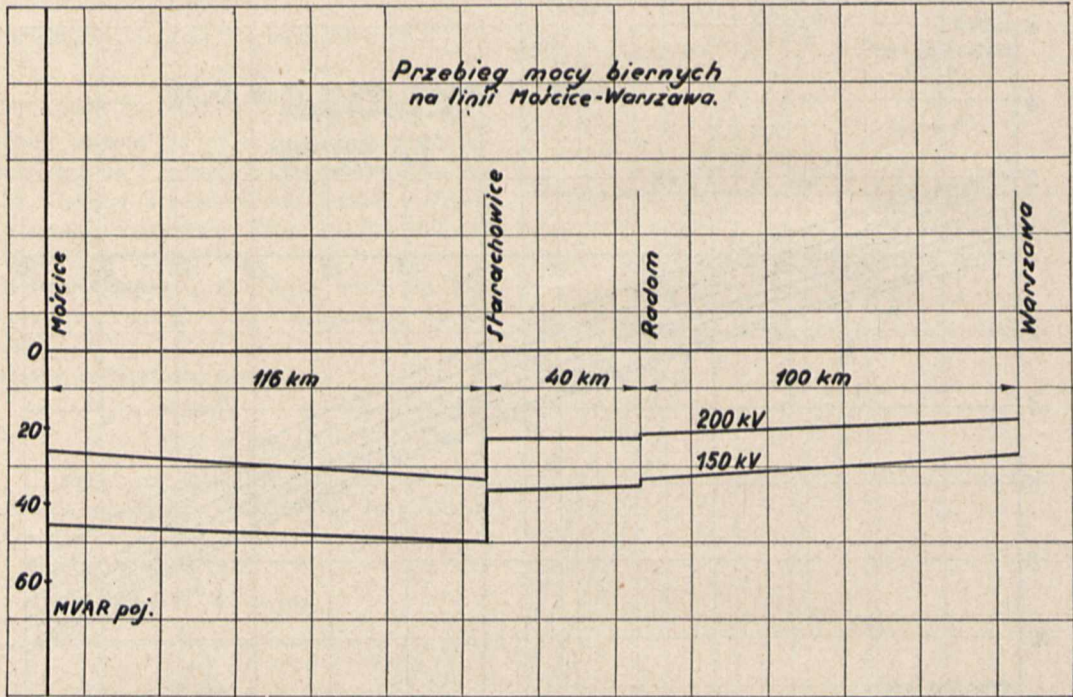 Przebieg mocy biernych
na linii Mościce-Warszawa.
Mościce
Starachowice
Radom
Warszawa
0
116 km
40 km
100 km
20
200 kV
150 kV
40
60
MVAR poj.